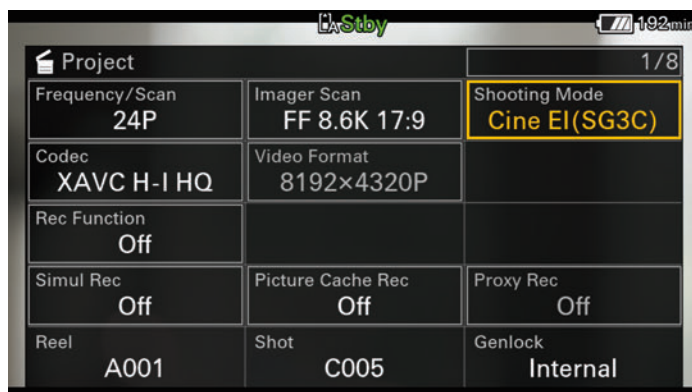 A Stby 192min
Project 1/8
Frequency/Scan Imager Scan Shooting Mode
24P FF 8.6K 17:9 Cine EI(SG3C)
Codec Video Format
XAVC H-I HQ 8192×4320P
Rec Function
Off
Simul Rec Picture Cache Rec Proxy Rec
Off Off Off
Reel Shot Genlock
A001 C005 Internal